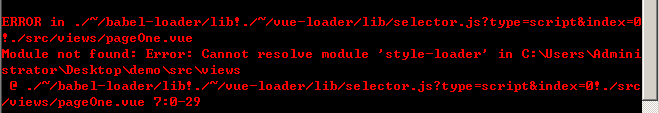 ERROR in ./~/babel-loader/lib!./~/vue-loader/lib/selector.js?type=script&index=0
!./src/views/pageOne.vue
Module not found: Error: Cannot resolve module 'style-loader' in C:\Users\Admini
strator\Desktop\demo\src\views
 @ ./~/babel-loader/lib!./~/vue-loader/lib/selector.js?type=script&index=0!./src
/views/pageOne.vue 7:0-29